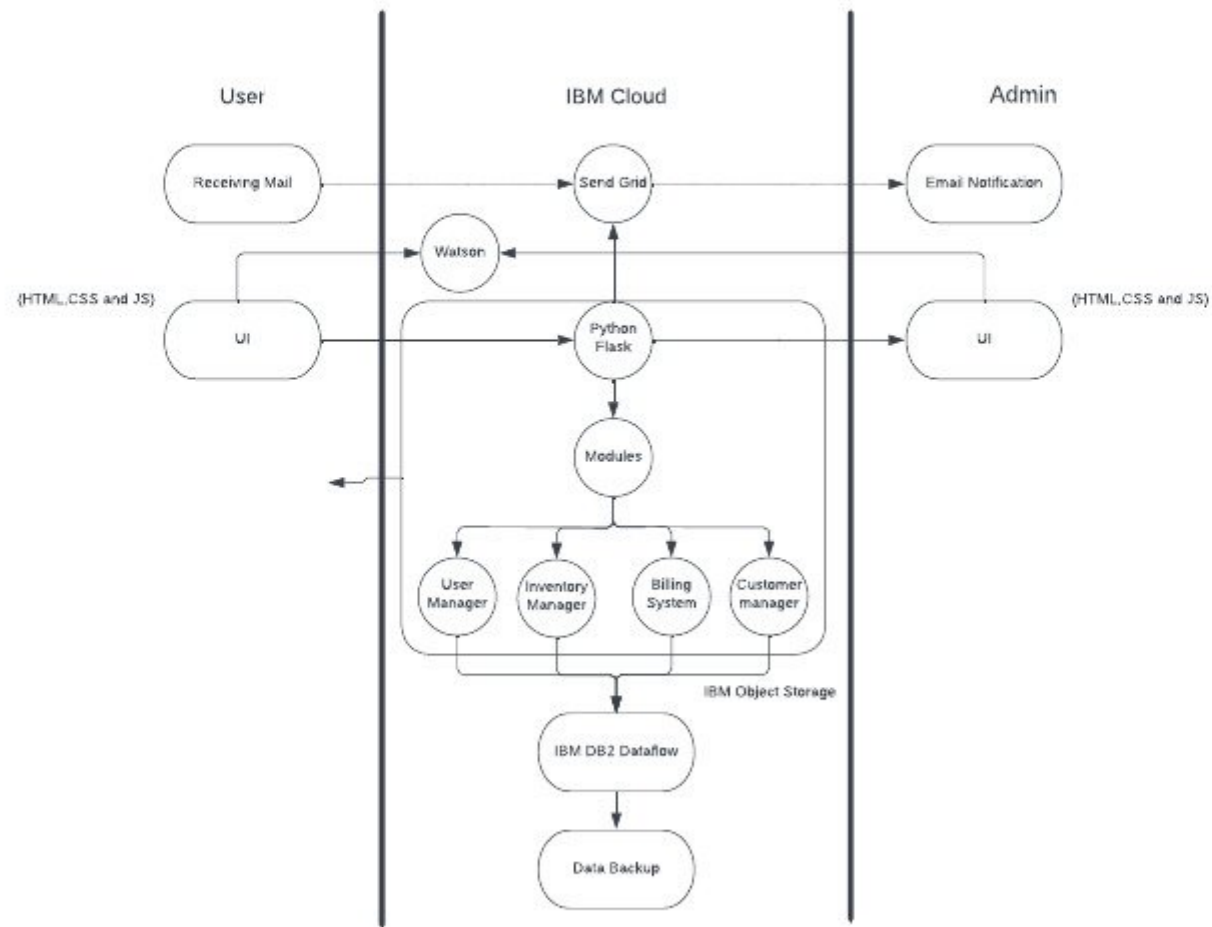 User
IBM Cloud
Admin
Receiving Mail
Send Grid
Email Notification
Watson
(HTML,CSS and JS)
(HTML,CSS and JS)
UI
Python
Flask
UI
Modules
User
Manager
Inventory
Manager
Billing
System
Customer
manager
IBM Object Storage
IBM DB2 Dataflow
Data Backup